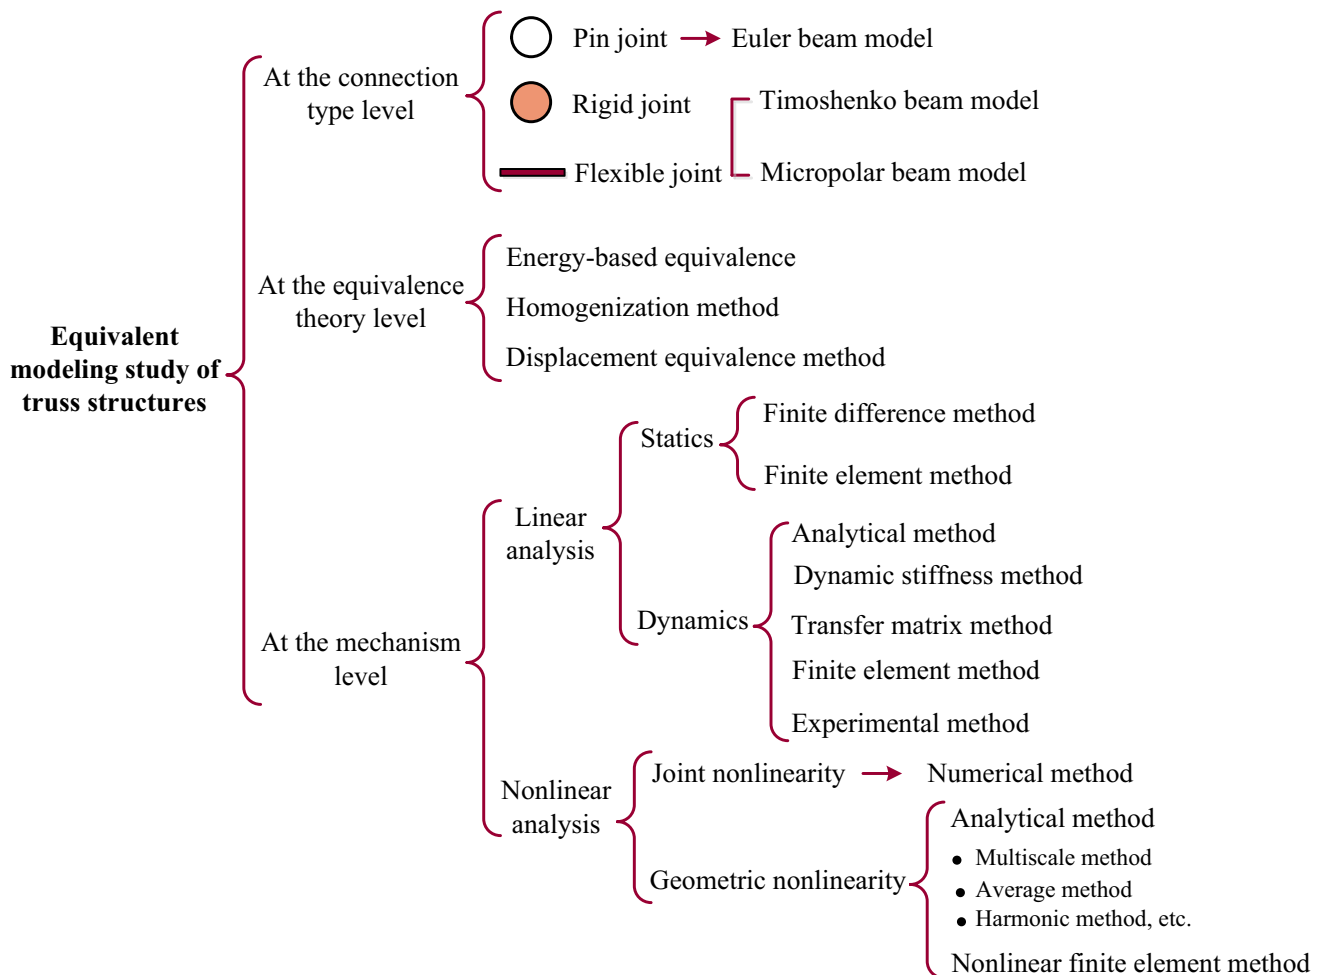 Equivalent
modeling study of
truss structures
At the connection
type level
Pin joint
Euler beam model
Rigid joint
Flexible joint
Timoshenko beam model
Micropolar beam model
At the equivalence
theory level
Energy-based equivalence
Homogenization method
Displacement equivalence method
At the mechanism
level
Linear
analysis
Statics
Finite difference method
Finite element method
Dynamics
Analytical method
Dynamic stiffness method
Transfer matrix method
Finite element method
Experimental method
Nonlinear
analysis
Joint nonlinearity
Numerical method
Geometric nonlinearity
Analytical method
• Multiscale method
• Average method
• Harmonic method, etc.
Nonlinear finite element method